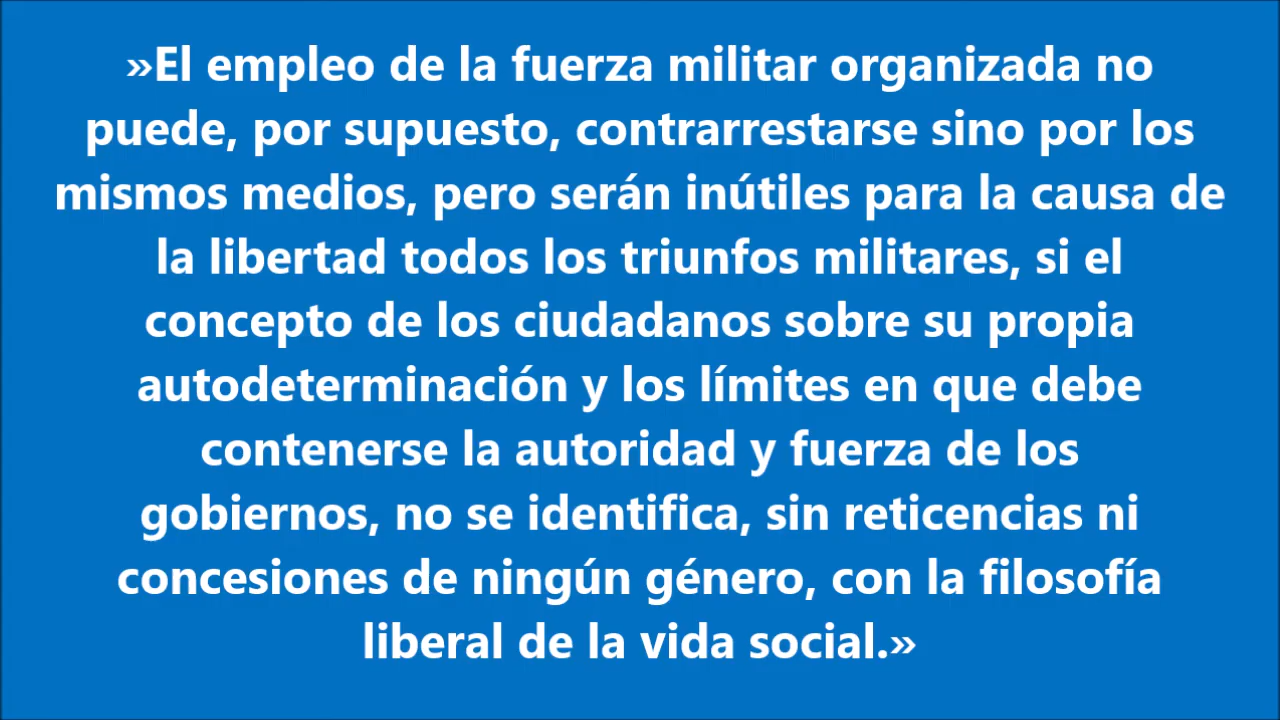 »El empleo de la fuerza militar organizada no
puede, por supuesto, contrarrestarse sino por los
mismos medios, pero serán inútiles para la causa de
la libertad todos los triunfos militares, si el
concepto de los ciudadanos sobre su propia
autodeterminación y los límites en que debe
contenerse la autoridad y fuerza de los
gobiernos, no se identifica, sin reticencias ni
concesiones de ningún género, con la filosofía
liberal de la vida social.»